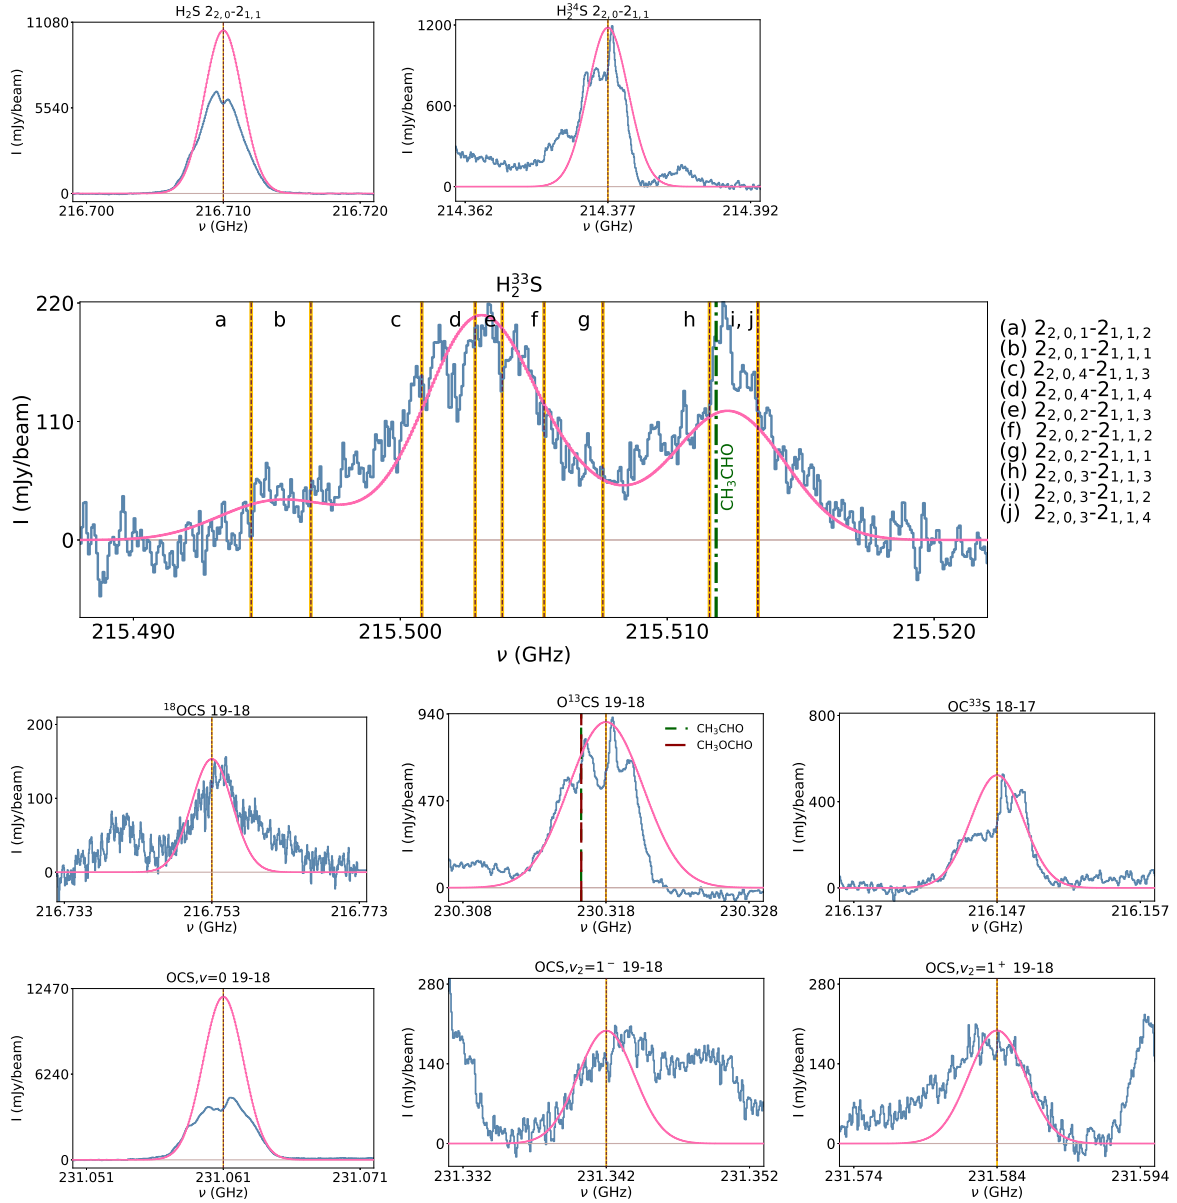 H₂S 2₂,₀-2₁,₁
H₂³⁴S 2₂,₀-2₁,₁
11080
5540
0
I (mJy/beam)
216.700 216.710 216.720
ν (GHz)
1200
600
0
I (mJy/beam)
214.362 214.377 214.392
ν (GHz)
H₂³³S
220
110
0
I (mJy/beam)
a b c d e f g h i, j
CH₃CHO
215.490 215.500 215.510 215.520
ν (GHz)
(a) 2₂,₀,₁-2₁,₁,₂
(b) 2₂,₀,₁-2₁,₁,₁
(c) 2₂,₀,₄-2₁,₁,₃
(d) 2₂,₀,₄-2₁,₁,₄
(e) 2₂,₀,₂-2₁,₁,₃
(f) 2₂,₀,₂-2₁,₁,₂
(g) 2₂,₀,₂-2₁,₁,₁
(h) 2₂,₀,₃-2₁,₁,₃
(i) 2₂,₀,₃-2₁,₁,₂
(j) 2₂,₀,₃-2₁,₁,₄
¹⁸OCS 19-18
200
100
0
I (mJy/beam)
216.733 216.753 216.773
ν (GHz)
O¹³CS 19-18
940
470
0
I (mJy/beam)
CH₃CHO
CH₃OCHO
230.308 230.318 230.328
ν (GHz)
OC³³S 18-17
800
400
0
I (mJy/beam)
216.137 216.147 216.157
ν (GHz)
OCS,v=0 19-18
12470
6240
0
I (mJy/beam)
231.051 231.061 231.071
ν (GHz)
OCS,v₂=1⁻ 19-18
280
140
0
I (mJy/beam)
231.332 231.342 231.352
ν (GHz)
OCS,v₂=1⁺ 19-18
280
140
0
I (mJy/beam)
231.574 231.584 231.594
ν (GHz)